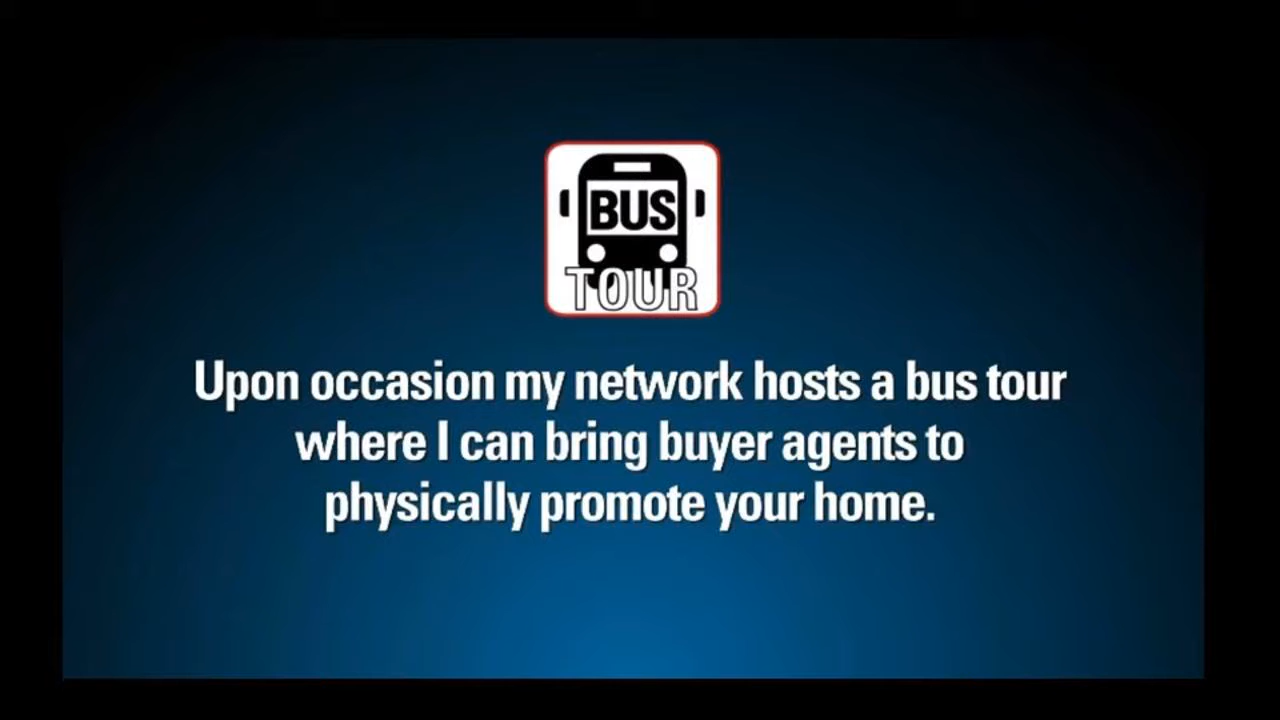 BUS
TOUR
Upon occasion my network hosts a bus tour
where I can bring buyer agents to
physically promote your home.